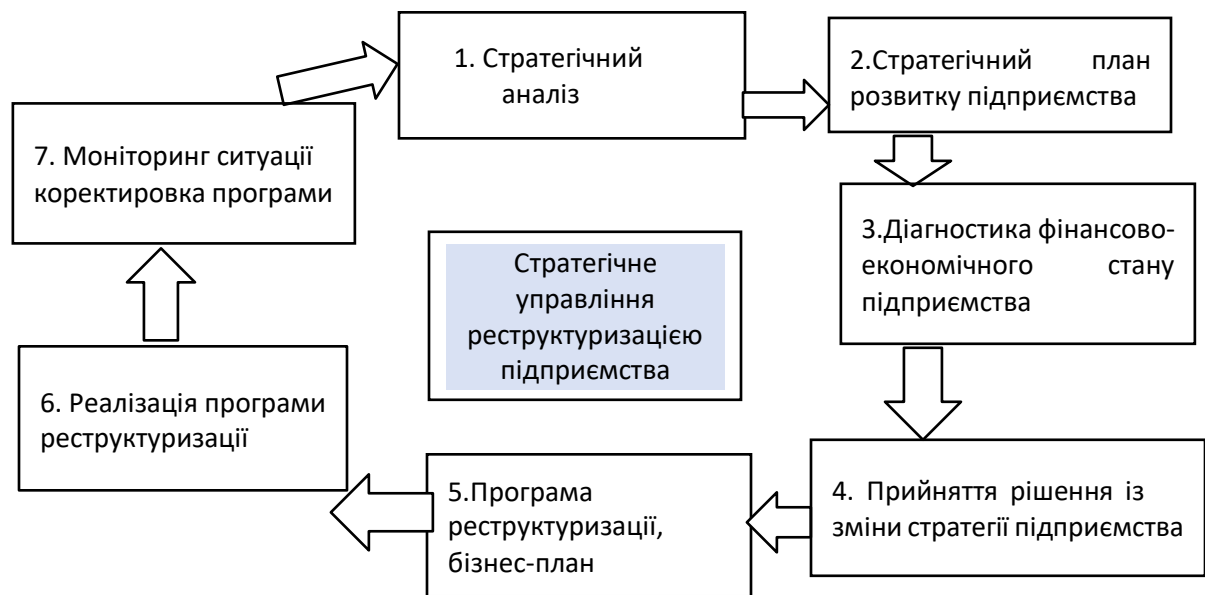 1. Стратегічний
аналіз
2.Стратегічний план
розвитку підприємства
3.Діагностика фінансово-
економічного стану
підприємства
4. Прийняття рішення із
зміни стратегії підприємства
5.Програма
реструктуризації,
бізнес-план
6. Реалізація програми
реструктуризації
7. Моніторинг ситуації
коректировка програми
Стратегічне
управління
реструктуризацією
підприємства